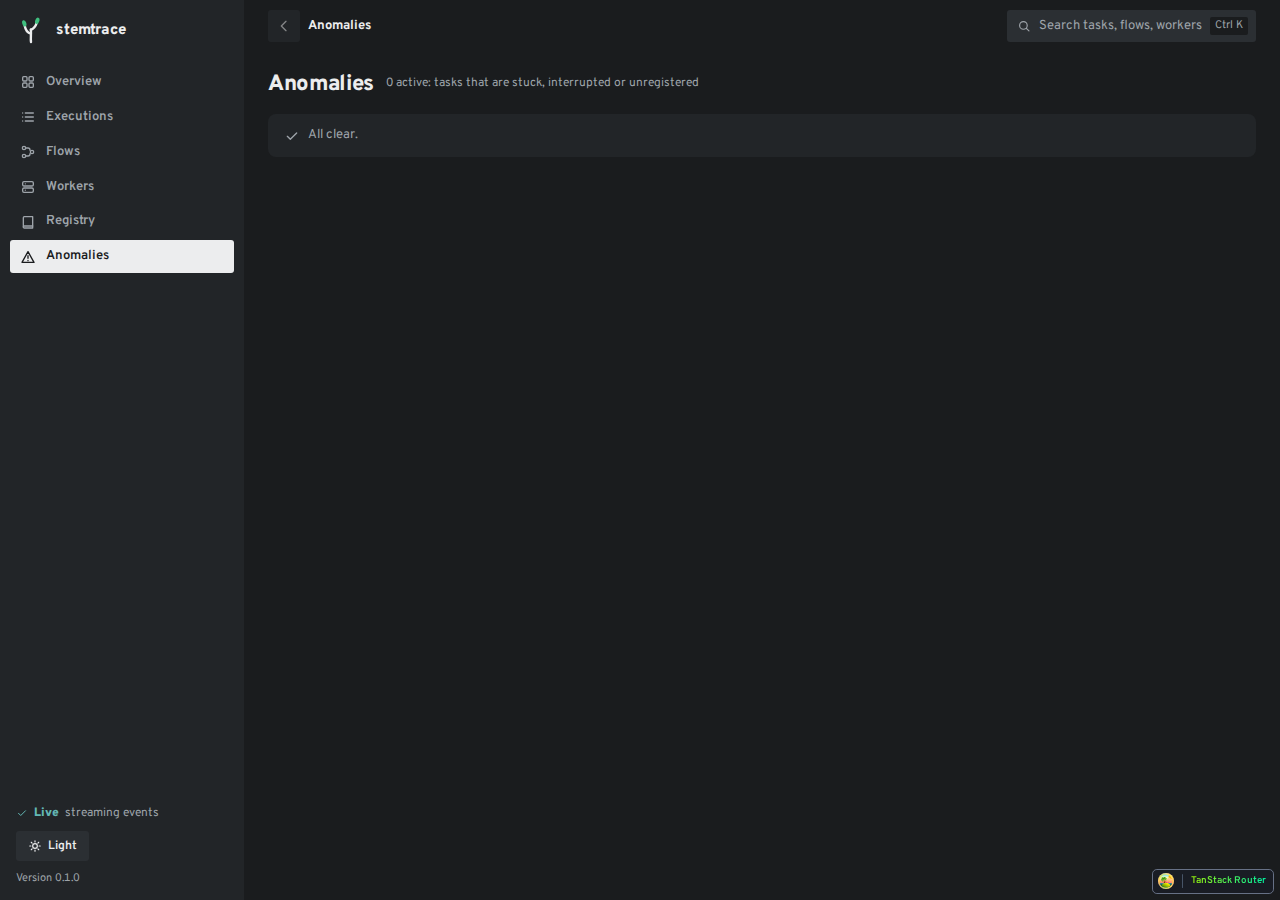 stemtrace
Overview
Executions
Flows
Workers
Registry
Anomalies
Live streaming events
Light
Version 0.1.0
Anomalies
Search tasks, flows, workers Ctrl K
Anomalies 0 active: tasks that are stuck, interrupted or unregistered
All clear.
TanStack Router